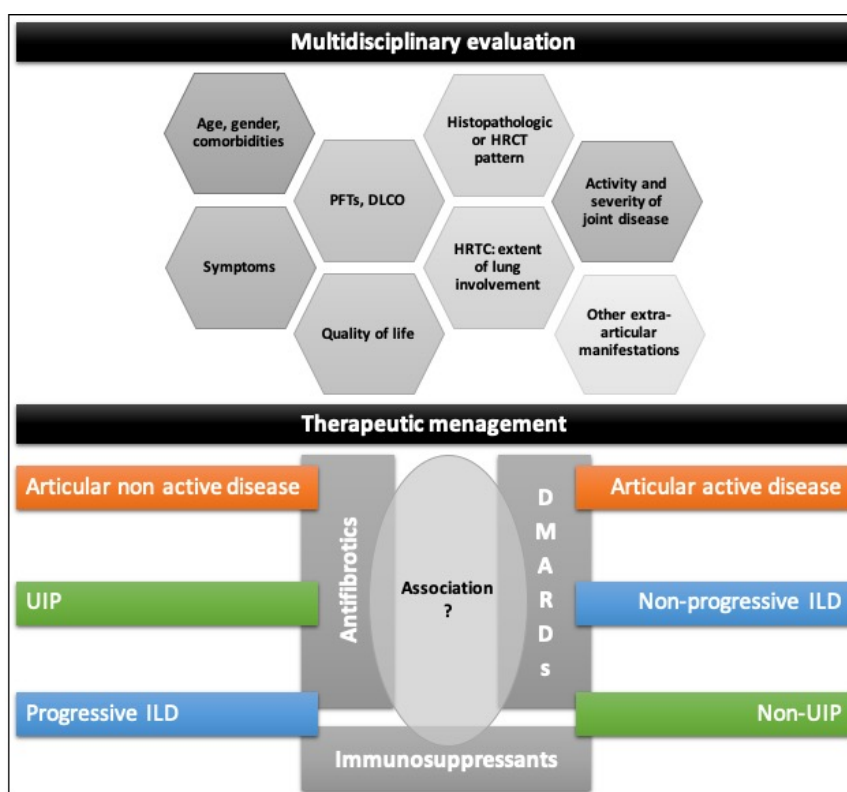 Multidisciplinary evaluation
Age, gender,
comorbidities
Histopathologic
or HRCT
pattern
PFTs, DLCO
Activity and
severity of
joint disease
Symptoms
HRTC: extent
of lung
involvement
Quality of life
Other extra-
articular
manifestations
Therapeutic menagement
Articular non active disease
Articular active disease
Antifibrotics
DMARDs
Association
?
UIP
Non-progressive ILD
Progressive ILD
Non-UIP
Immunosuppressants